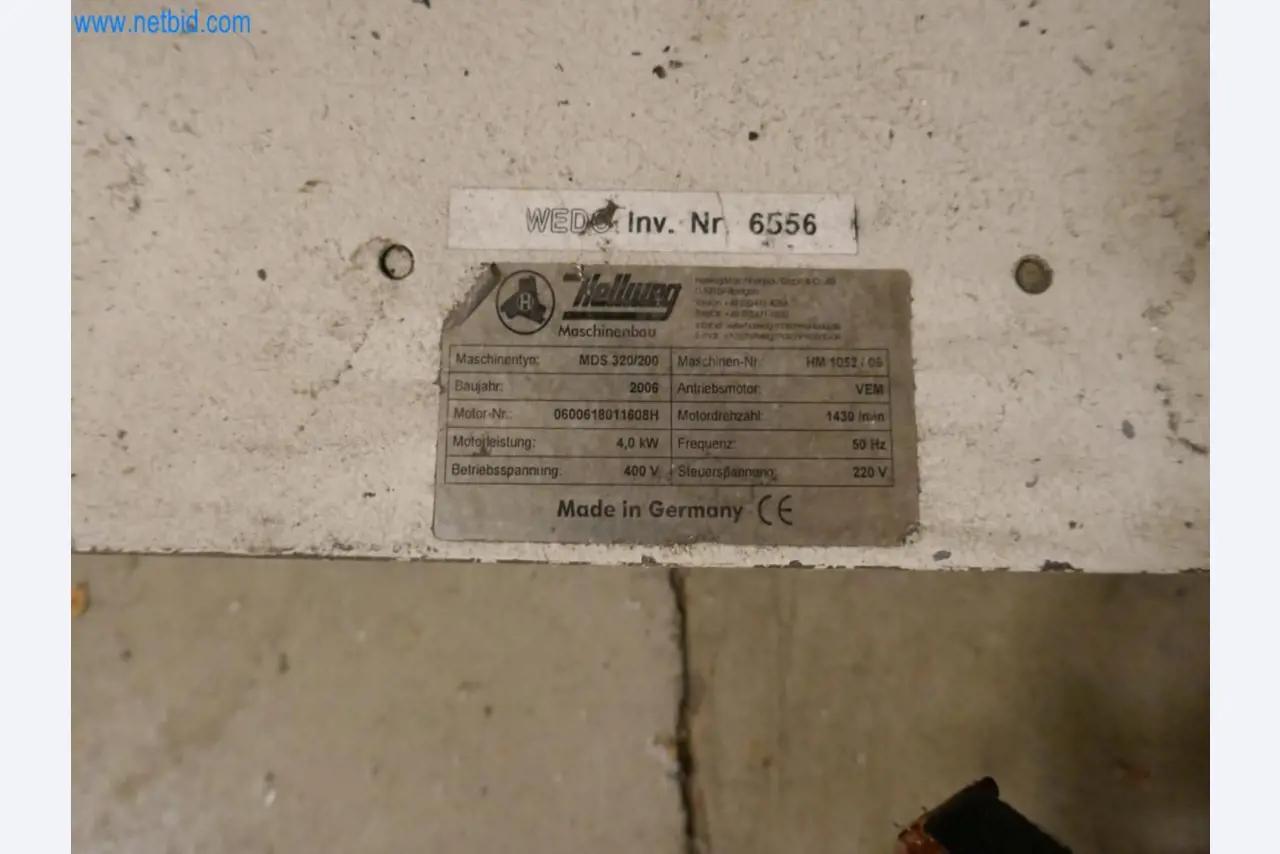 www.netbid.com
WEDO Inv. Nr 6556
H
Hellweg
Maschinenbau
Maschinentyp: MDS 320/200 Maschinen-Nr. HM 1052 / 06
Baujahr: 2006 Antriebsmotor: VEM
Motor-Nr.: 0600618011608H Motordrehzahl: 1430 /min
Motorleistung: 4,0 kW Frequenz: 50 Hz
Betriebsspannung: 400 V Steuerspannung: 220 V
Made in Germany CE